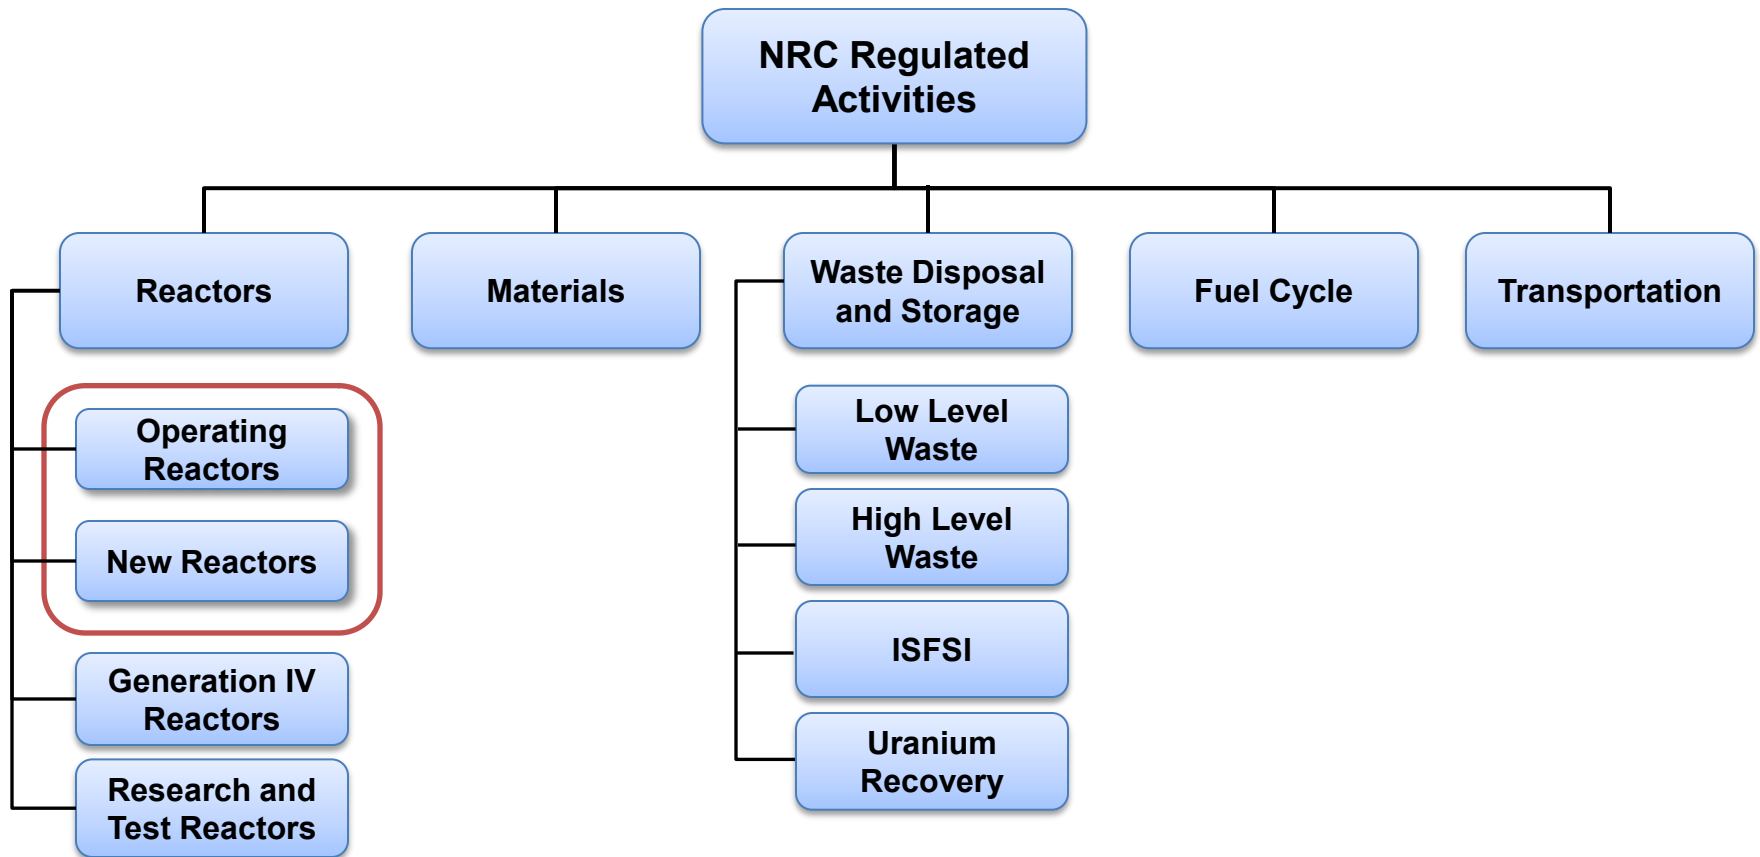 NRC Regulated
Activities
Reactors
Materials
Waste Disposal
and Storage
Fuel Cycle
Transportation
Operating
Reactors
New Reactors
Generation IV
Reactors
Research and
Test Reactors
Low Level
Waste
High Level
Waste
ISFSI
Uranium
Recovery